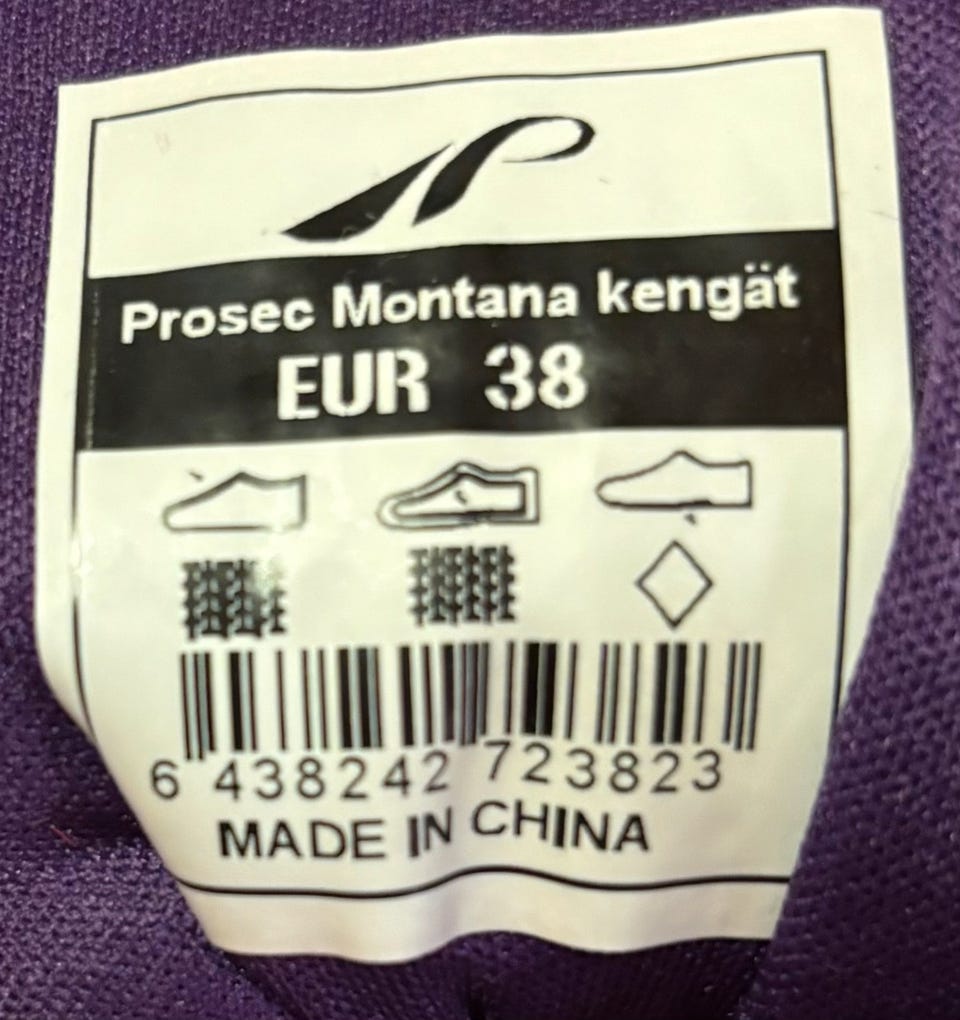 Prosec Montana kengät
EUR 38
6 438242 723823
MADE IN CHINA